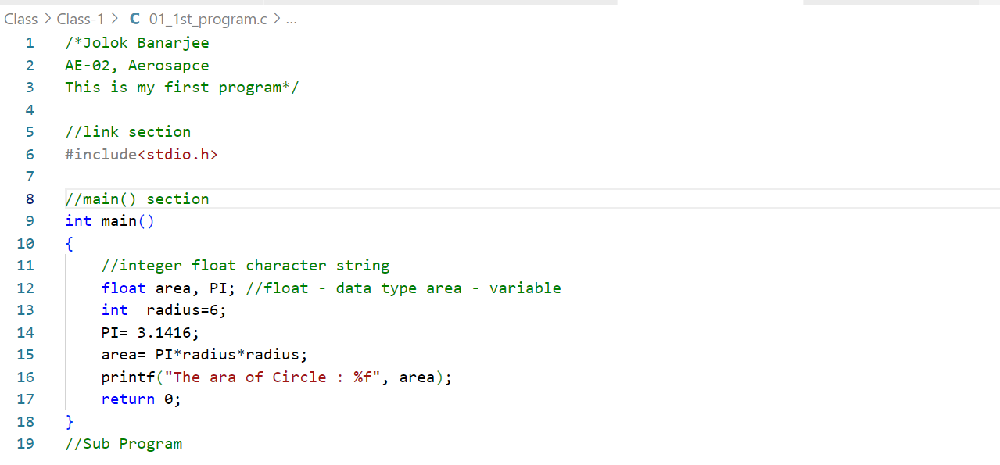 Class > Class-1 > C 01_1st_program.c > ...
1 /*Jolok Banarjee
2 AE-02, Aerosapce
3 This is my first program*/
4
5 //link section
6 #include<stdio.h>
7
8 //main() section
9 int main()
10 {
11     //integer float character string
12     float area, PI; //float - data type area - variable
13     int  radius=6;
14     PI= 3.1416;
15     area= PI*radius*radius;
16     printf("The ara of Circle : %f", area);
17     return 0;
18 }
19 //Sub Program